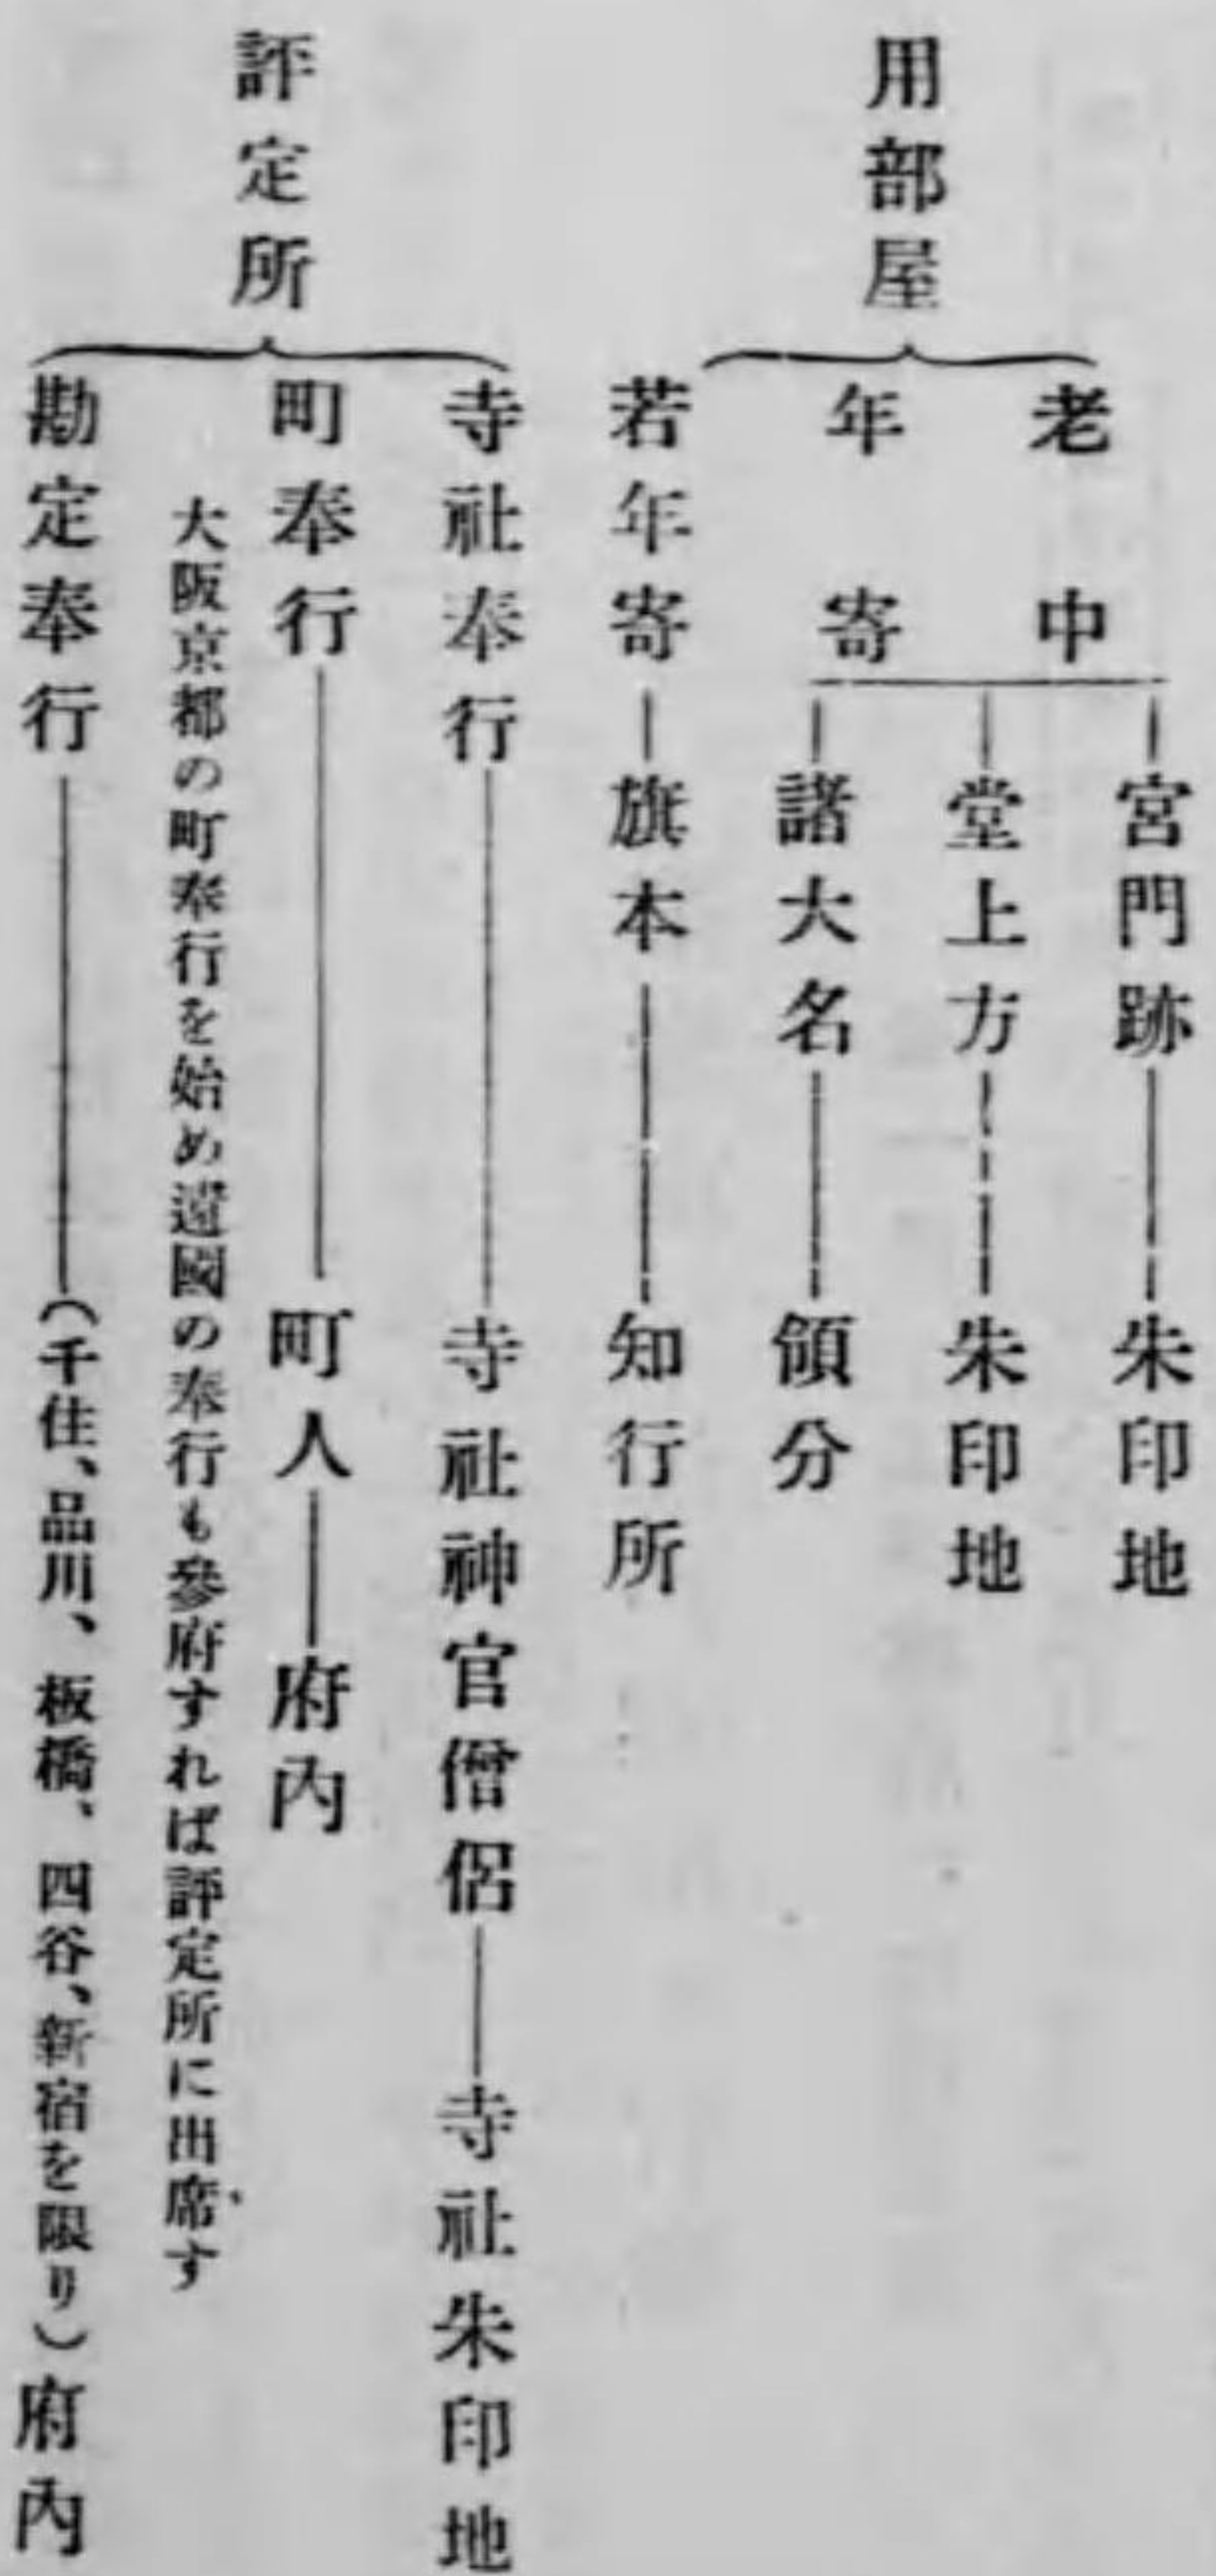 用部屋
老中
年寄
宮門跡―朱印地
堂上方―朱印地
諸大名―領分
若年寄―旗本―知行所
評定所
寺社奉行―寺社神官僧侶―寺社朱印地
町奉行―町人―府内
大阪京都の町奉行を始め遠國の奉行も參府すれば評定所に出席す
勘定奉行―(千住、品川、板橋、四谷、新宿を限り)府内